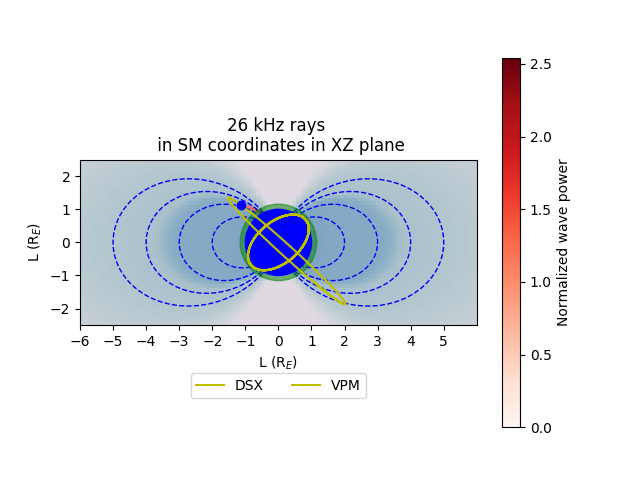 26 kHz rays
in SM coordinates in XZ plane
2
1
0
−1
−2
L (R_E)
−6 −5 −4 −3 −2 −1 0 1 2 3 4 5
L (R_E)
DSX VPM
2.5
2.0
1.5
1.0
0.5
0.0
Normalized wave power